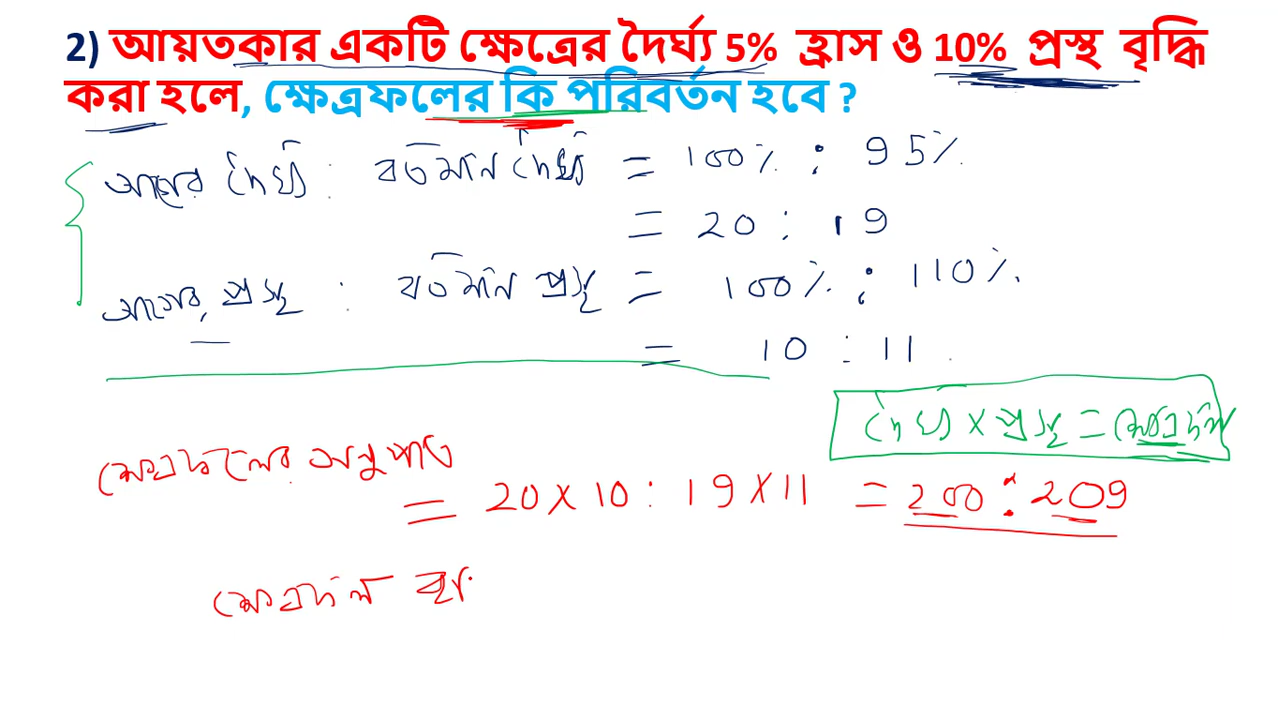 2) আয়তকার একটি ক্ষেত্রের দৈর্ঘ্য 5% হ্রাস ও 10% প্রস্থ বৃদ্ধি
করা হলে, ক্ষেত্রফলের কি পরিবর্তন হবে ?
আগের দৈর্ঘ্য : বর্তমান দৈর্ঘ্য = 100% : 95%
= 20 : 19
আগের প্রস্থ : বর্তমান প্রস্থ = 100% : 110%
= 10 : 11
দৈর্ঘ্য × প্রস্থ = ক্ষেত্রফল
ক্ষেত্রফলের অনুপাত
= 20 × 10 : 19 × 11 = 200 : 209
ক্ষেত্রফল